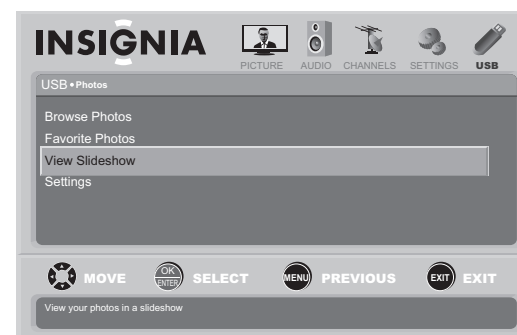 INSIGNIA
PICTURE AUDIO CHANNELS SETTINGS USB
USB•Photos
Browse Photos
Favorite Photos
View Slideshow
Settings
MOVE OK ENTER SELECT MENU PREVIOUS EXIT EXIT
View your photos in a slideshow